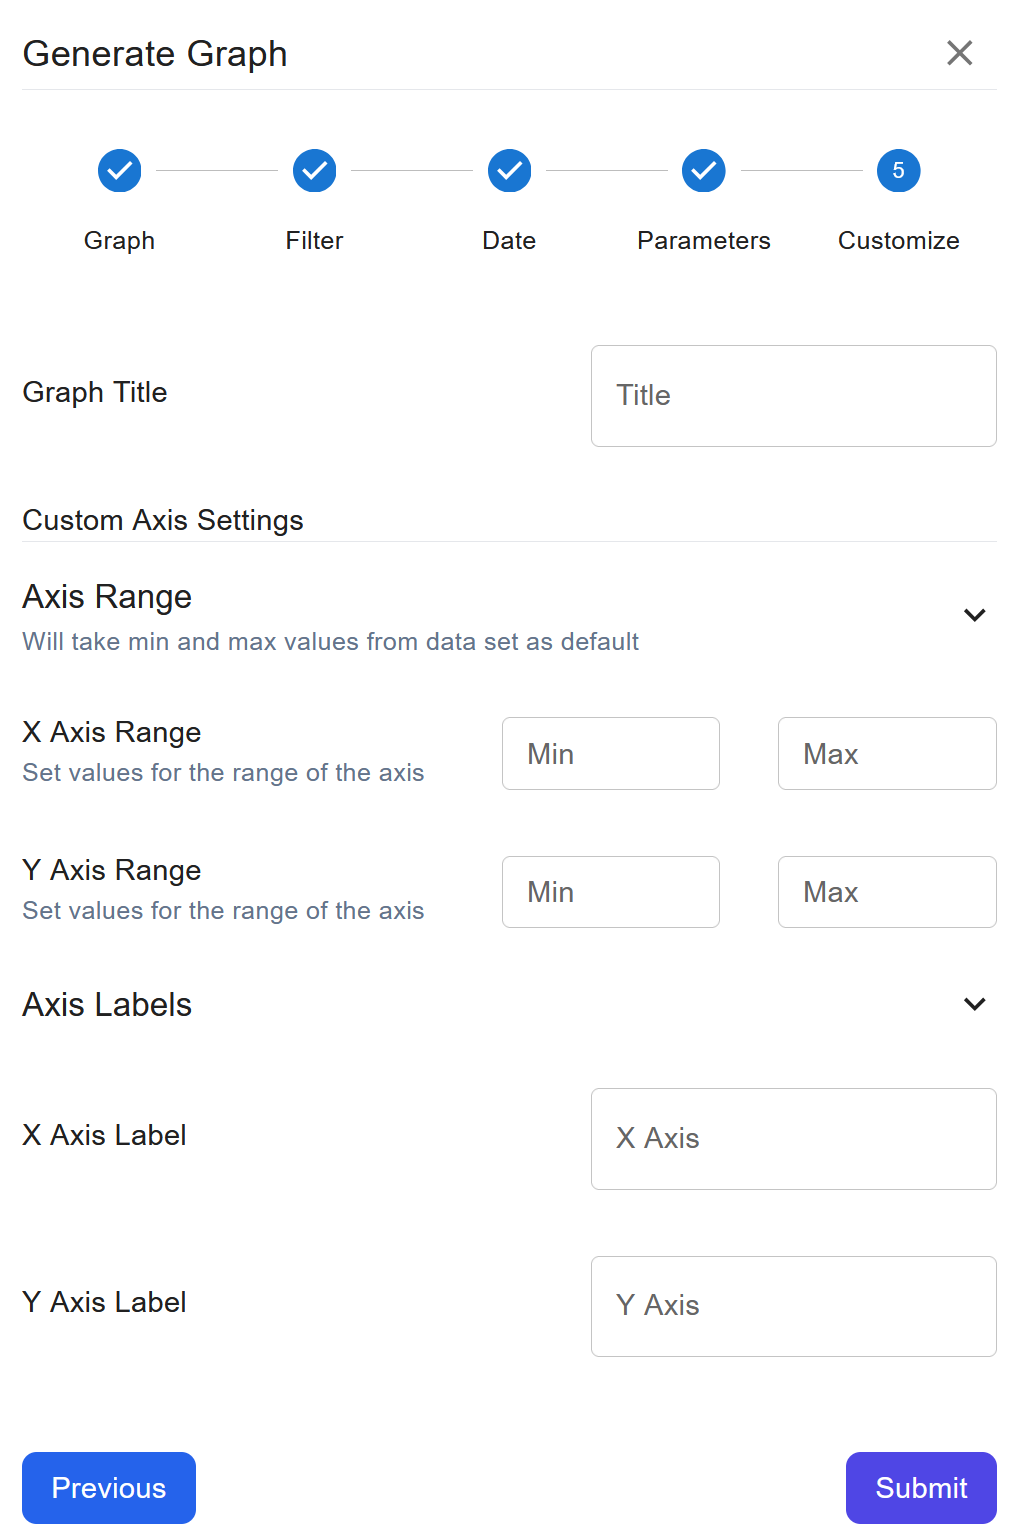 Generate Graph
5
Graph Filter Date Parameters Customize
Graph Title
Title
Custom Axis Settings
Axis Range
Will take min and max values from data set as default
X Axis Range
Set values for the range of the axis
Min Max
Y Axis Range
Set values for the range of the axis
Min Max
Axis Labels
X Axis Label
X Axis
Y Axis Label
Y Axis
Previous Submit